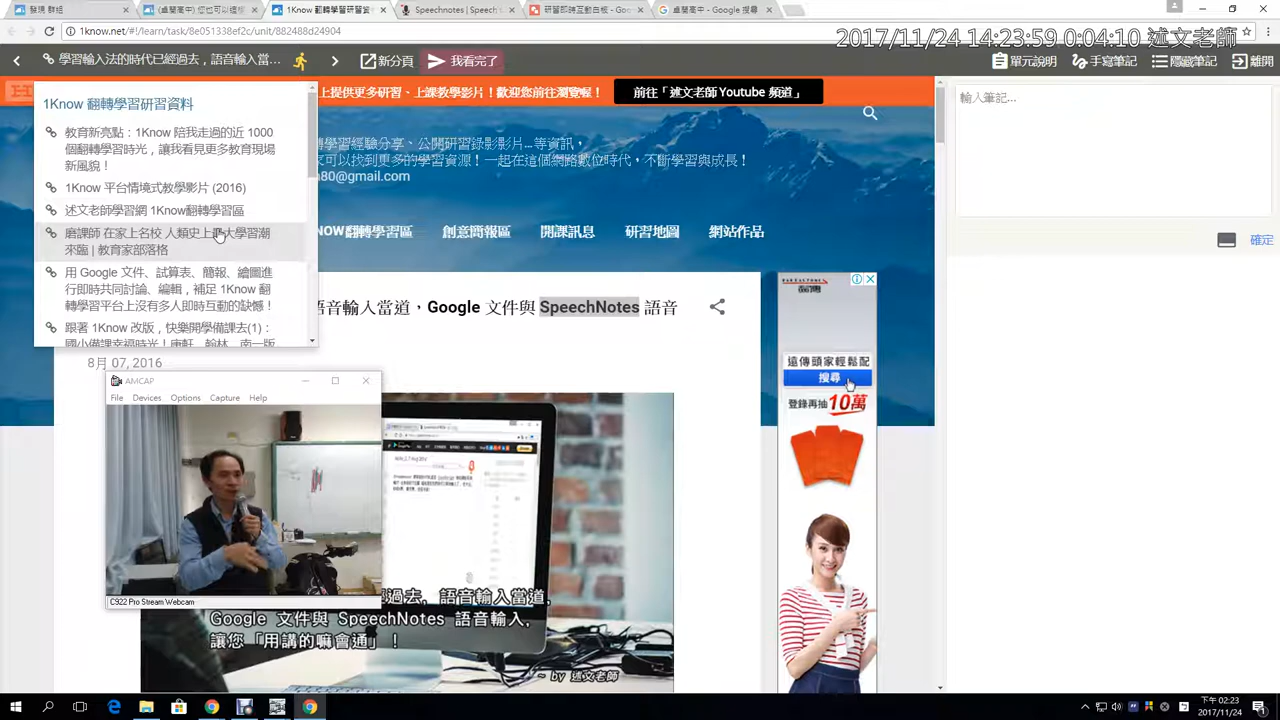 發現 群組
(卓蘭高中) 您也可以這樣
1Know 翻轉學習研習資
Speechnotes | Speech t
研習即時互動白板 - Goo
卓蘭高中 - Google 搜尋
1know.net/#!/learn/task/8e051338ef2c/unit/882488d24904
2017/11/24 14:23:59 0:04:10 述文老師
學習輸入法的時代已經過去，語音輸入當…
新分頁
我看完了
單元說明
手寫筆記
隱藏筆記
離開
1Know 翻轉學習研習資料
上提供更多研習、上課教學影片！歡迎您前往瀏覽喔！
前往「述文老師 Youtube 頻道」
輸入筆記...
教育新亮點：1Know 陪我走過的近 1000
個翻轉學習時光，讓我看見更多教育現場
新風貌！
翻轉學習經驗分享、公開研習錄影影片...等資訊，
可以找到更多的學習資源！一起在這個網路數位時代，不斷學習與成長！
80@gmail.com
1Know 平台情境式教學影片 (2016)
述文老師學習網 1Know翻轉學習區
磨課師 在家上名校 人類史上最大學習潮
來臨 | 教育家部落格
NOW翻轉學習區
創意簡報區
開課訊息
研習地圖
網站作品
確定
用 Google 文件、試算表、簡報、繪圖進
行即時共同討論、編輯，補足 1Know 翻
轉學習平台上沒有多人即時互動的缺憾！
語音輸入當道，Google 文件與 SpeechNotes 語音
跟著 1Know 改版，快樂開學備課去(1)：
國小備課幸福時光！康軒、翰林、南一版
8月 07, 2016
遠傳頭家輕鬆配
搜尋
登錄再抽10萬
AMCAP
File Devices Options Capture Help
C922 Pro Stream Webcam
過去, 語音輸入當道,
Google 文件與 SpeechNotes 語音輸入,
讓您「用講的嘛會通」！
~ by 述文老師
下午 02:23
2017/11/24